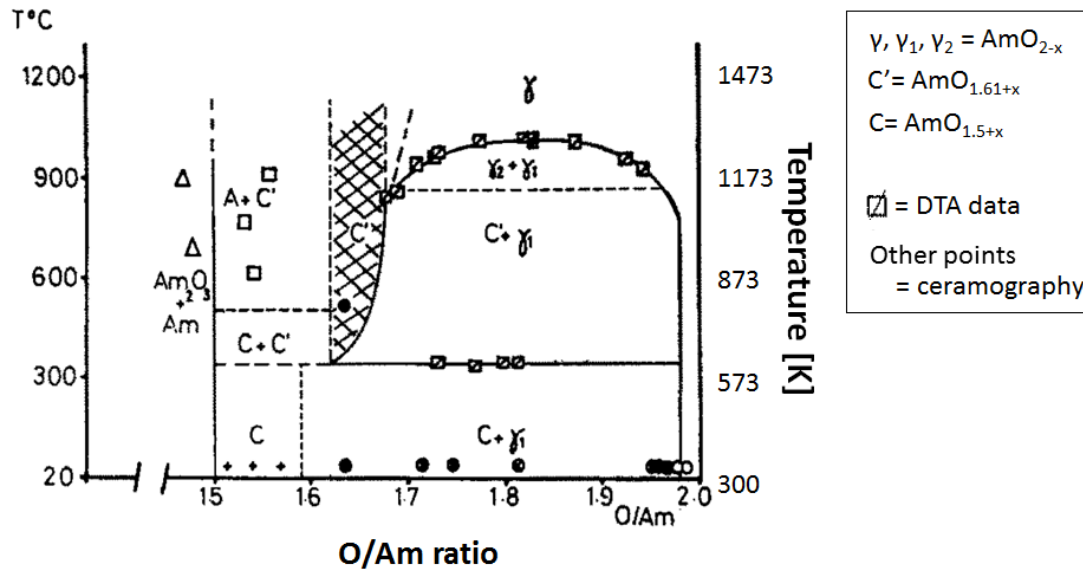 T°C
1200
900
600
300
20
γ
γ₂ + γ₁
A + C'
C'
C' + γ₁
Am₂O₃
+
Am
C + C'
C
C + γ₁
1.5
1.6
1.7
1.8
1.9
2.0
O/Am
O/Am ratio
1473
1173
873
573
300
Temperature [K]
γ, γ₁, γ₂ = AmO₂₋ₓ
C'= AmO₁.₆₁₊ₓ
C= AmO₁.₅₊ₓ
= DTA data
Other points
= ceramography